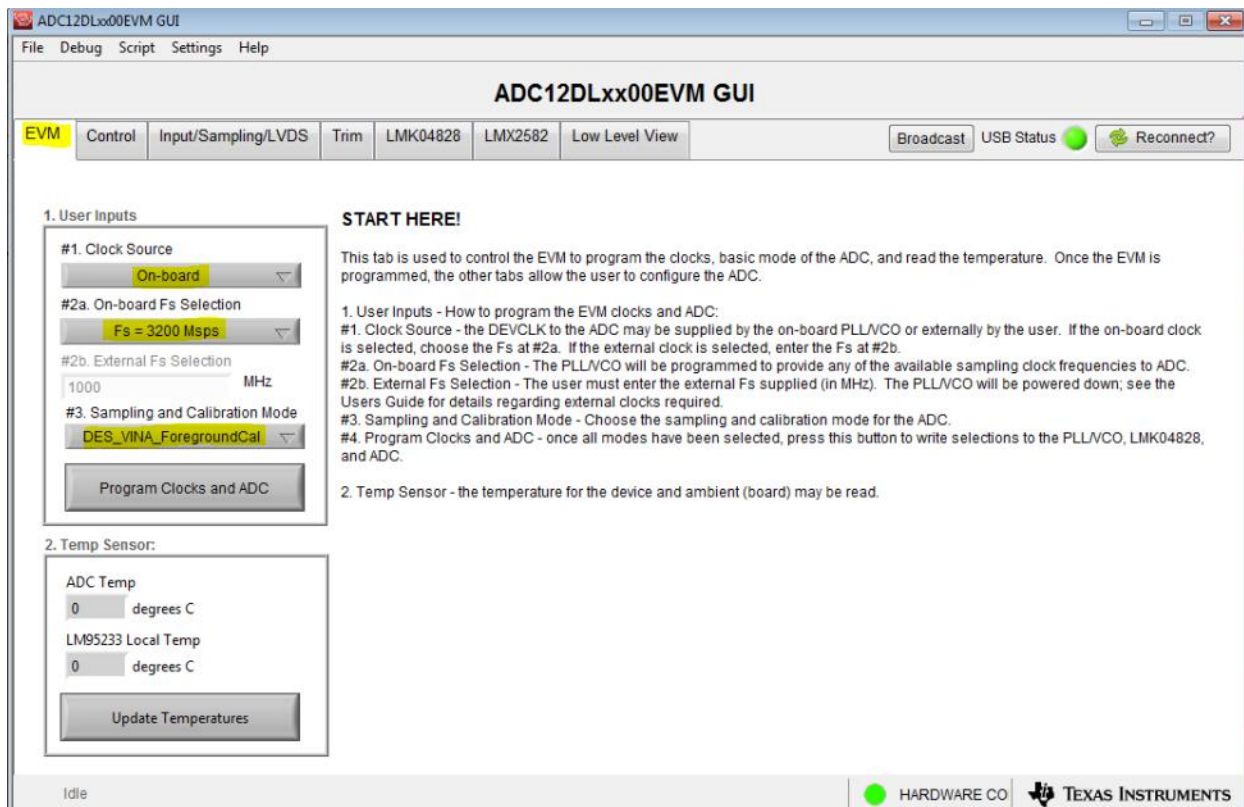 ADC12DLxx00EVM GUI
File Debug Script Settings Help
ADC12DLxx00EVM GUI
EVM Control Input/Sampling/LVDS Trim LMK04828 LMX2582 Low Level View Broadcast USB Status Reconnect?
1. User Inputs
#1. Clock Source
On-board
#2a. On-board Fs Selection
Fs = 3200 Msps
#2b. External Fs Selection
1000 MHz
#3. Sampling and Calibration Mode
DES_VINA_ForegroundCal
Program Clocks and ADC
2. Temp Sensor:
ADC Temp
0 degrees C
LM95233 Local Temp
0 degrees C
Update Temperatures
START HERE!
This tab is used to control the EVM to program the clocks, basic mode of the ADC, and read the temperature. Once the EVM is
programmed, the other tabs allow the user to configure the ADC.
1. User Inputs - How to program the EVM clocks and ADC:
#1. Clock Source - the DEVCLK to the ADC may be supplied by the on-board PLL/VCO or externally by the user. If the on-board clock
is selected, choose the Fs at #2a. If the external clock is selected, enter the Fs at #2b.
#2a. On-board Fs Selection - The PLL/VCO will be programmed to provide any of the available sampling clock frequencies to ADC.
#2b. External Fs Selection - The user must enter the external Fs supplied (in MHz). The PLL/VCO will be powered down; see the
Users Guide for details regarding external clocks required.
#3. Sampling and Calibration Mode - Choose the sampling and calibration mode for the ADC.
#4. Program Clocks and ADC - once all modes have been selected, press this button to write selections to the PLL/VCO, LMK04828,
and ADC.
2. Temp Sensor - the temperature for the device and ambient (board) may be read.
Idle HARDWARE CO TEXAS INSTRUMENTS